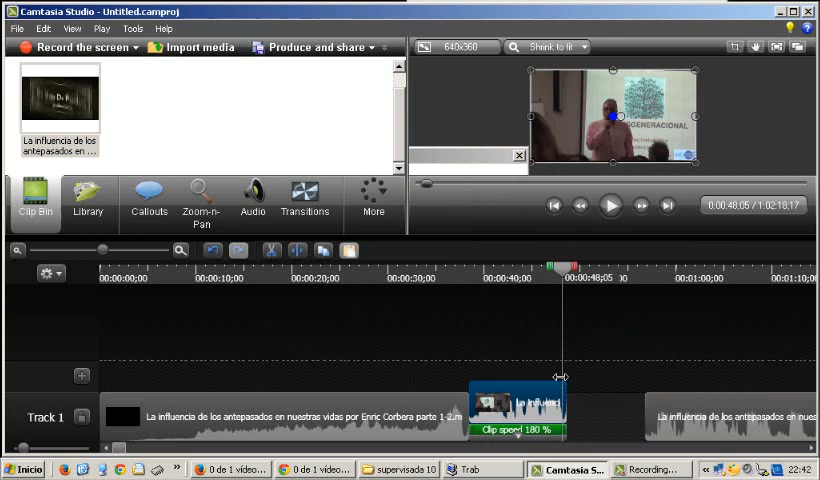 Camtasia Studio - Untitled.camproj
File Edit View Play Tools Help
Record the screen Import media Produce and share
640x360 Shrink to fit
La influencia de los
antepasados en ...
SGENERACIONAL
Clip Bin Library Callouts Zoom-n-
Pan Audio Transitions More
0:00:48;05 / 1:02:18;17
00:00:00;00 00:00:10;00 00:00:20;00 00:00:30;00 00:00:40;00 00:00:48;05 00:01:00;00 00:01:10;00
Track 1
La influencia de los antepasados en nuestras vidas por Enric Corbera parte 1-2.m
La influenci
Clip speed 180 %
La influencia de los antepasados en nues
Inicio
0 de 1 vídeo...
0 de 1 vídeo...
supervisada 10
Trab
Camtasia S...
Recording...
22:42